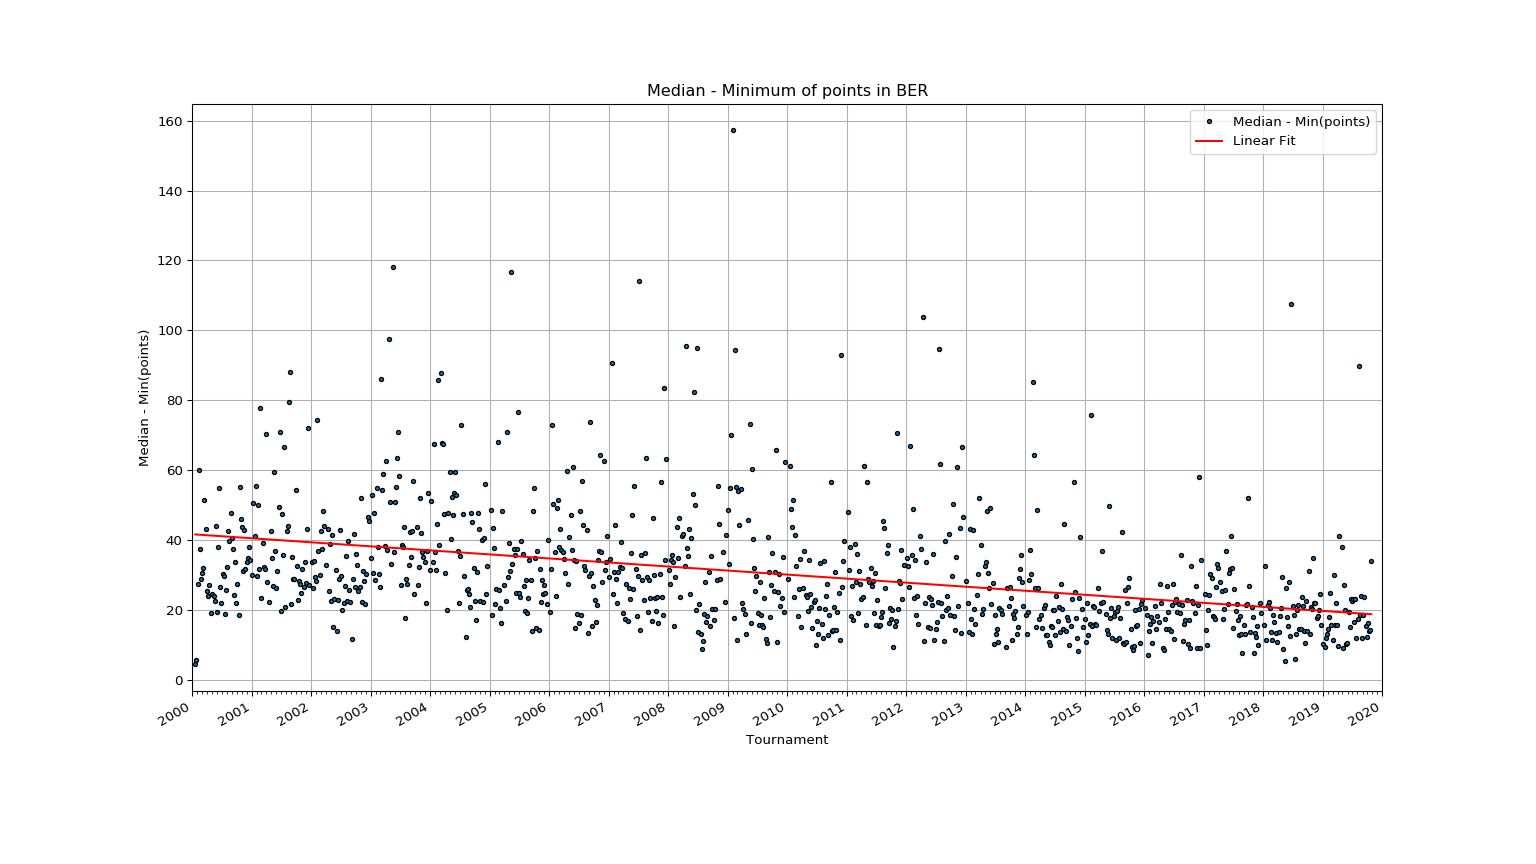 Median - Minimum of points in BER
Median - Min(points)
Linear Fit
160
140
120
100
80
60
40
20
0
Median - Min(points)
2000 2001 2002 2003 2004 2005 2006 2007 2008 2009 2010 2011 2012 2013 2014 2015 2016 2017 2018 2019 2020
Tournament